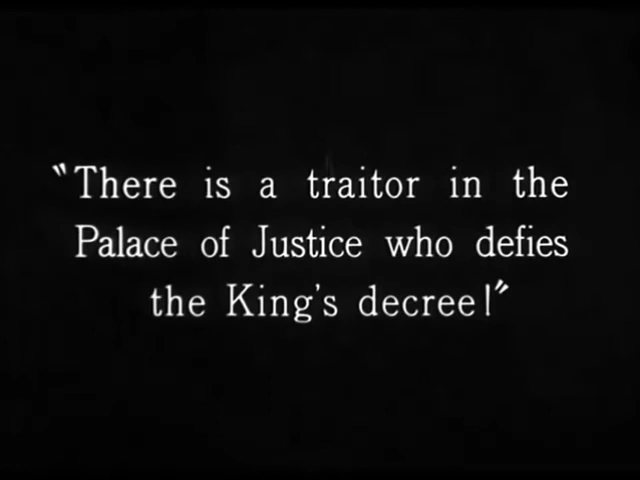 "There is a traitor in the
Palace of Justice who defies
the King's decree!"